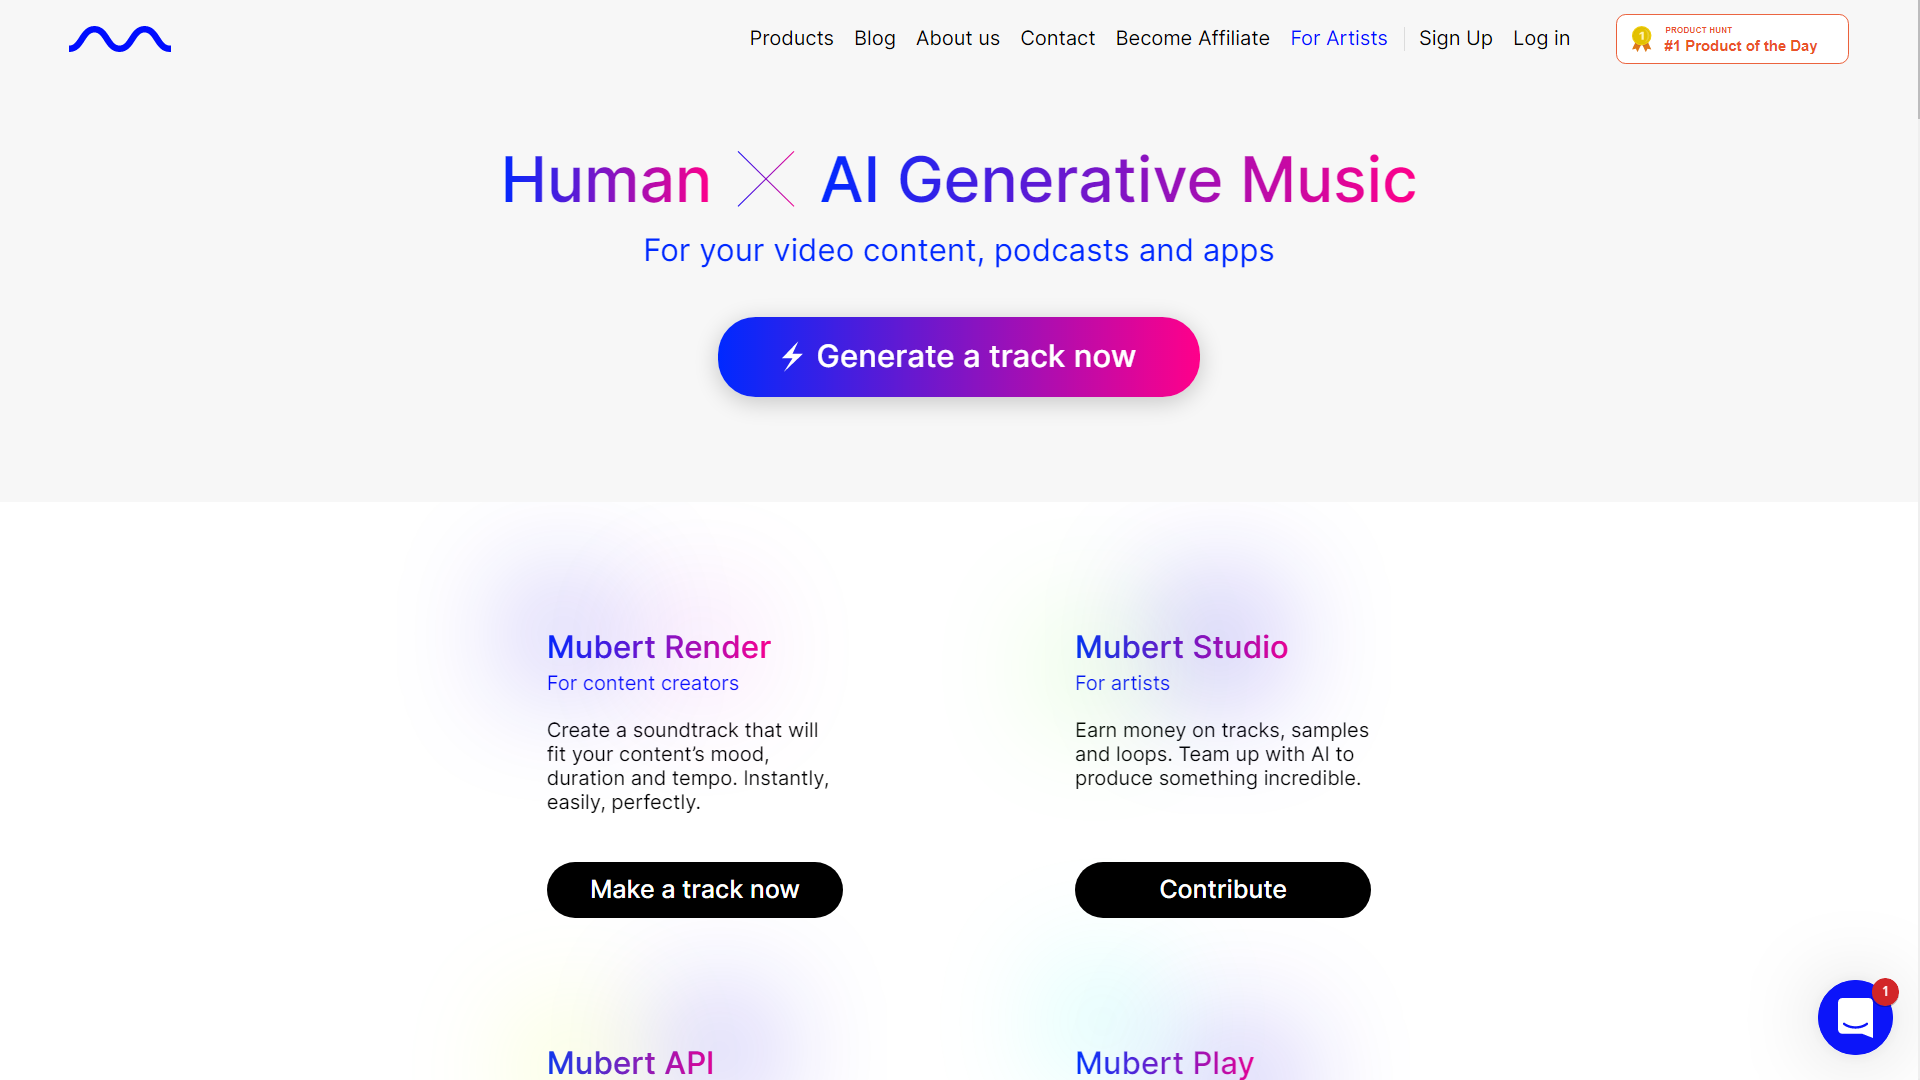 Products Blog About us Contact Become Affiliate For Artists Sign Up Log in
1 PRODUCT HUNT
#1 Product of the Day
Human AI Generative Music
For your video content, podcasts and apps
Generate a track now
Mubert Render
For content creators
Create a soundtrack that will
fit your content’s mood,
duration and tempo. Instantly,
easily, perfectly.
Make a track now
Mubert Studio
For artists
Earn money on tracks, samples
and loops. Team up with AI to
produce something incredible.
Contribute
Mubert API
Mubert Play
1